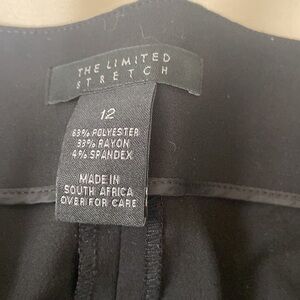 THE LIMITED
STRETCH
12
63% POLYESTER
33% RAYON
4% SPANDEX
MADE IN
SOUTH AFRICA
OVER FOR CARE